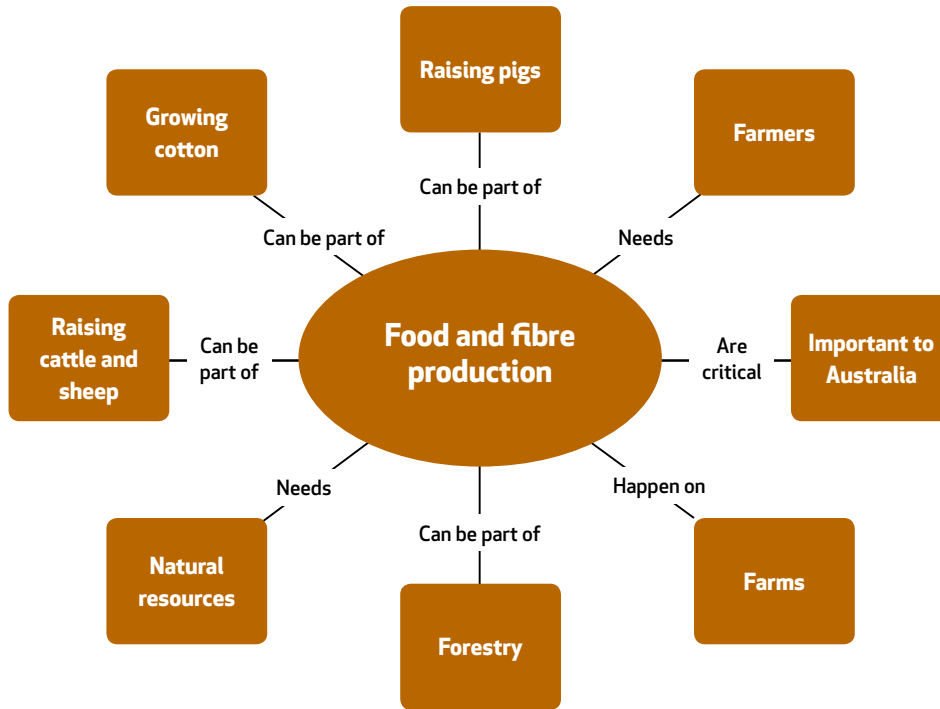 Raising pigs
Growing
cotton
Farmers
Can be part of
Can be part of
Needs
Raising
cattle and
sheep
Can be
part of
Food and fibre
production
Are
critical
Important to
Australia
Needs
Happen on
Can be part of
Natural
resources
Farms
Forestry